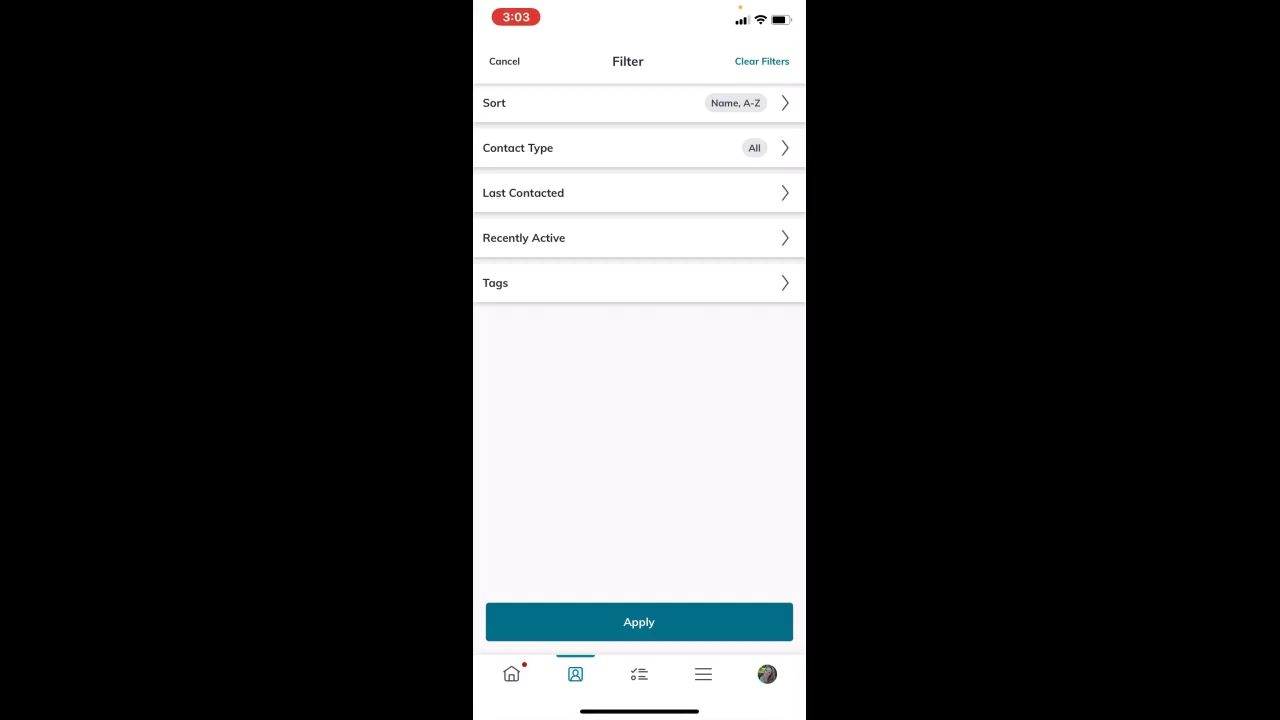 3:03
Cancel
Filter
Clear Filters
Sort
Name, A-Z
Contact Type
All
Last Contacted
Recently Active
Tags
Apply